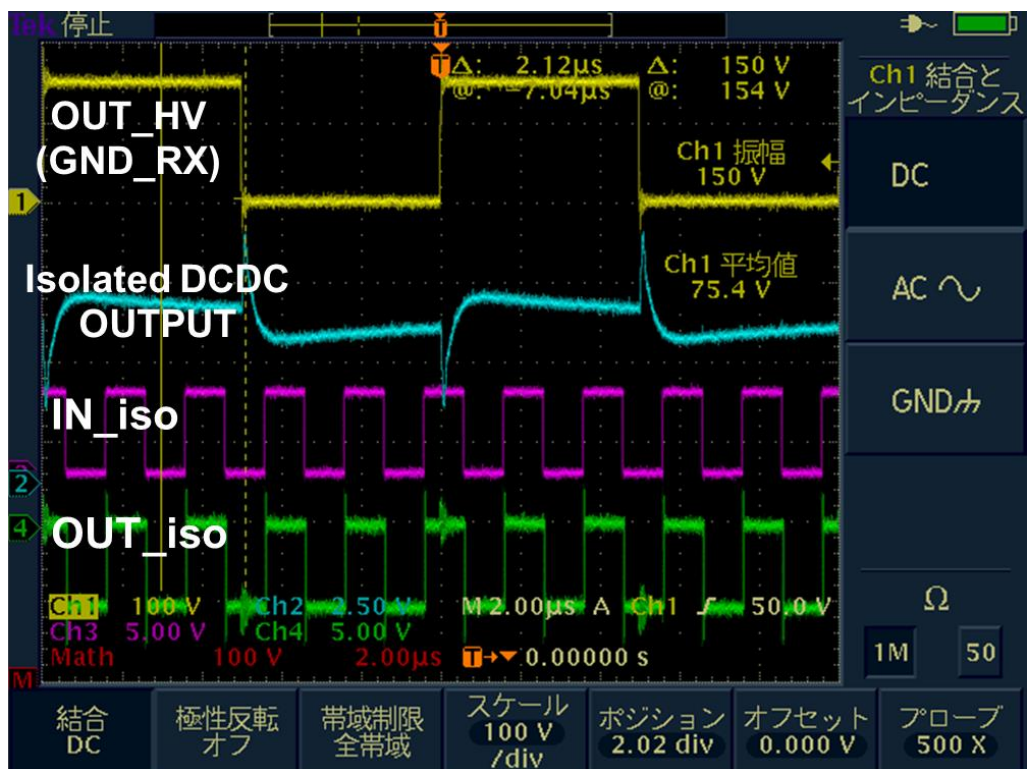 Tek 停止
T
T
Δ: 2.12µs Δ: 150 V
@: -7.04µs @: 154 V
OUT_HV
(GND_RX)
Ch1 振幅
150 V
1
Isolated DCDC
OUTPUT
Ch1 平均値
75.4 V
IN_iso
2
4
OUT_iso
Ch1 100 V Ch2 2.50 V M 2.00µs A Ch1 50.0 V
Ch3 5.00 V Ch4 5.00 V
Math 100 V 2.00µs T 0.00000 s
M
Ch1 結合と
インピーダンス
DC
AC
GND
Ω
1M 50
結合
DC
極性反転
オフ
帯域制限
全帯域
スケール
100 V
/div
ポジション
2.02 div
オフセット
0.000 V
プローブ
500 X